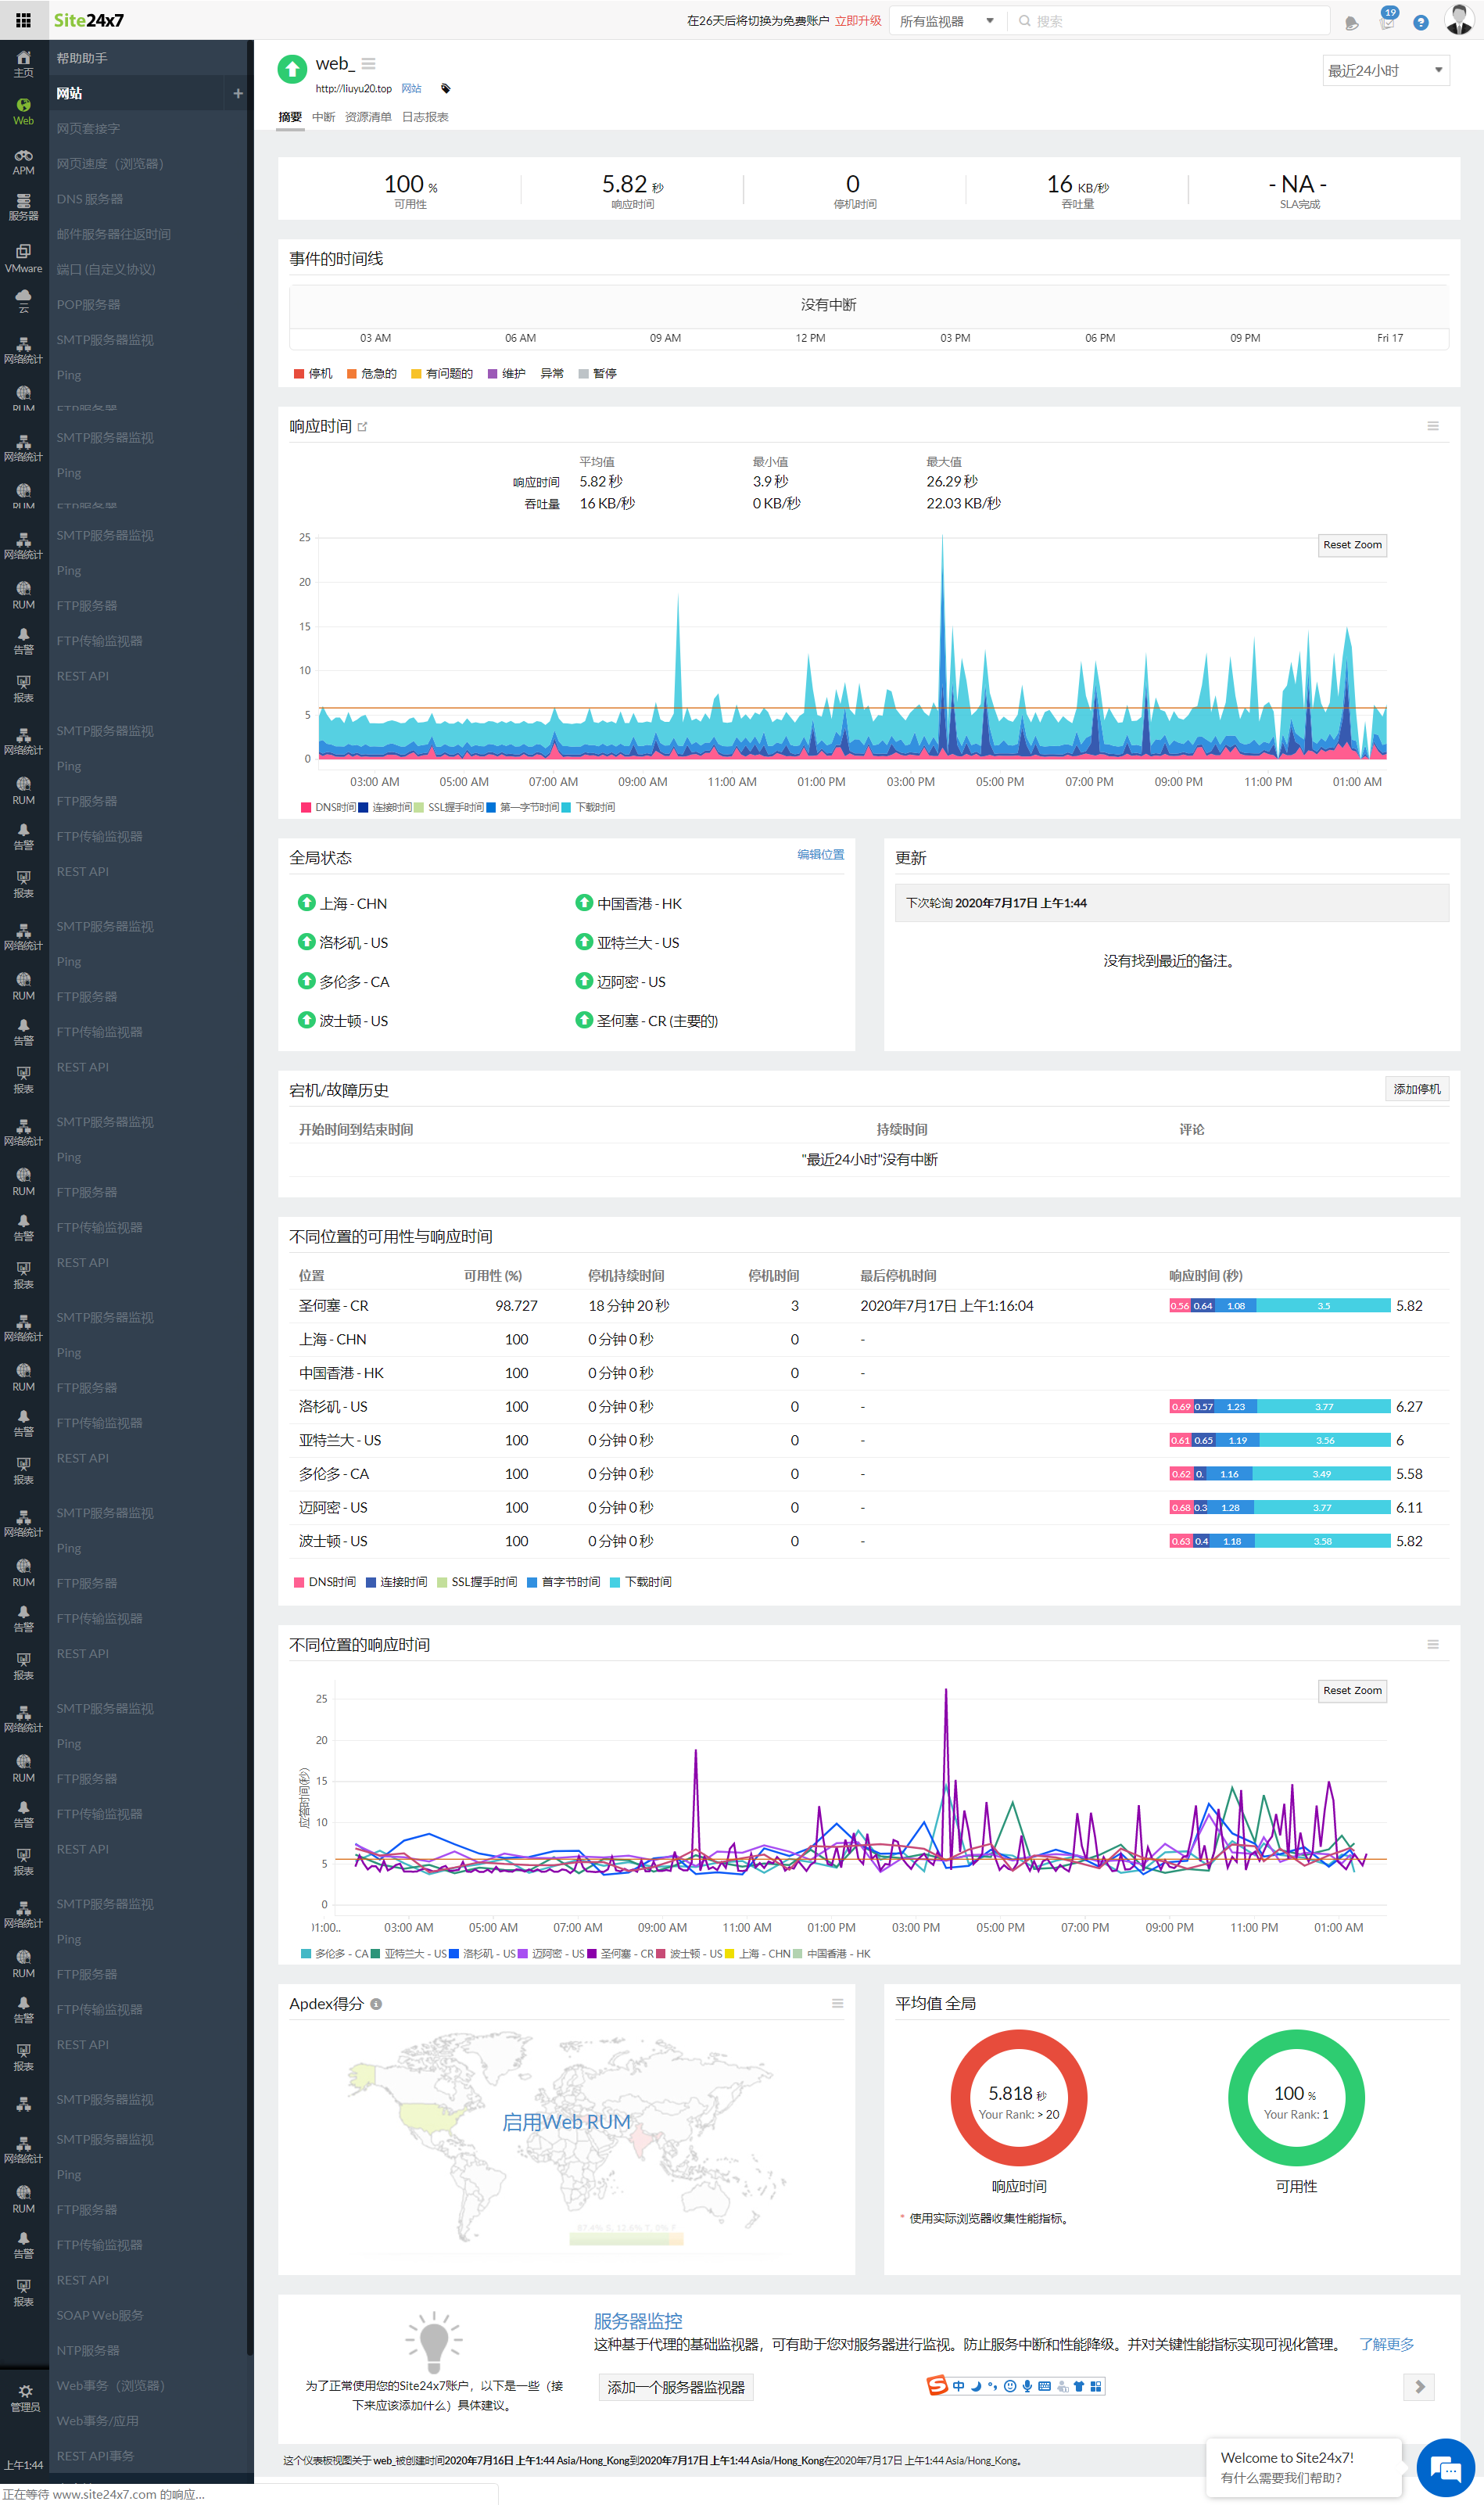 Site24x7
在26天后将切换为免费账户 立即升级
所有监视器
搜索
19
主页
Web
APM
服务器
VMware
云
网络统计
RUM
网络统计
RUM
网络统计
RUM
告警
报表
网络统计
RUM
告警
报表
网络统计
RUM
告警
报表
网络统计
RUM
告警
报表
网络统计
RUM
告警
报表
网络统计
RUM
告警
报表
网络统计
RUM
告警
报表
网络统计
RUM
告警
报表
网络统计
RUM
告警
报表
管理员
上午1:44
帮助助手
网站 +
网页套接字
网页速度（浏览器）
DNS 服务器
邮件服务器往返时间
端口 (自定义协议)
POP服务器
SMTP服务器监视
Ping
FTP服务器
SMTP服务器监视
Ping
FTP服务器
SMTP服务器监视
Ping
FTP服务器
FTP传输监视器
REST API
SMTP服务器监视
Ping
FTP服务器
FTP传输监视器
REST API
SMTP服务器监视
Ping
FTP服务器
FTP传输监视器
REST API
SMTP服务器监视
Ping
FTP服务器
FTP传输监视器
REST API
SMTP服务器监视
Ping
FTP服务器
FTP传输监视器
REST API
SMTP服务器监视
Ping
FTP服务器
FTP传输监视器
REST API
SMTP服务器监视
Ping
FTP服务器
FTP传输监视器
REST API
SMTP服务器监视
Ping
FTP服务器
FTP传输监视器
REST API
SMTP服务器监视
SMTP服务器监视
Ping
FTP服务器
FTP传输监视器
REST API
SOAP Web服务
NTP服务器
Web事务（浏览器）
Web事务/应用
REST API事务
正在等待 www.site24x7.com 的响应...
web_
http://liuyu20.top 网站
最近24小时
摘要 中断 资源清单 日志报表
100 % 5.82 秒 0 16 KB/秒 - NA -
可用性 响应时间 停机时间 吞吐量 SLA完成
事件的时间线
没有中断
03 AM 06 AM 09 AM 12 PM 03 PM 06 PM 09 PM Fri 17
停机 危急的 有问题的 维护 异常 暂停
响应时间
平均值 最小值 最大值
响应时间 5.82 秒 3.9 秒 26.29 秒
吞吐量 16 KB/秒 0 KB/秒 22.03 KB/秒
Reset Zoom
25
20
15
10
5
0
03:00 AM 05:00 AM 07:00 AM 09:00 AM 11:00 AM 01:00 PM 03:00 PM 05:00 PM 07:00 PM 09:00 PM 11:00 PM 01:00 AM
DNS时间 连接时间 SSL握手时间 第一字节时间 下载时间
全局状态 编辑位置
上海 - CHN 中国香港 - HK
洛杉矶 - US 亚特兰大 - US
多伦多 - CA 迈阿密 - US
波士顿 - US 圣何塞 - CR (主要的)
更新
下次轮询 2020年7月17日 上午1:44
没有找到最近的备注。
宕机/故障历史 添加停机
开始时间到结束时间 持续时间 评论
"最近24小时"没有中断
不同位置的可用性与响应时间
位置 可用性 (%) 停机持续时间 停机时间 最后停机时间 响应时间 (秒)
圣何塞 - CR 98.727 18 分钟 20 秒 3 2020年7月17日 上午1:16:04 0.56 0.64 1.08 3.5 5.82
上海 - CHN 100 0 分钟 0 秒 0 -
中国香港 - HK 100 0 分钟 0 秒 0 -
洛杉矶 - US 100 0 分钟 0 秒 0 - 0.69 0.57 1.23 3.77 6.27
亚特兰大 - US 100 0 分钟 0 秒 0 - 0.61 0.65 1.19 3.56 6
多伦多 - CA 100 0 分钟 0 秒 0 - 0.62 0. 1.16 3.49 5.58
迈阿密 - US 100 0 分钟 0 秒 0 - 0.68 0.3 1.28 3.77 6.11
波士顿 - US 100 0 分钟 0 秒 0 - 0.63 0.4 1.18 3.58 5.82
DNS时间 连接时间 SSL握手时间 首字节时间 下载时间
不同位置的响应时间
Reset Zoom
应答时间(秒)
25
20
15
10
5
0
01:00.. 03:00 AM 05:00 AM 07:00 AM 09:00 AM 11:00 AM 01:00 PM 03:00 PM 05:00 PM 07:00 PM 09:00 PM 11:00 PM 01:00 AM
多伦多 - CA 亚特兰大 - US 洛杉矶 - US 迈阿密 - US 圣何塞 - CR 波士顿 - US 上海 - CHN 中国香港 - HK
Apdex得分
启用Web RUM
平均值 全局
5.818 秒 100 %
Your Rank: > 20 Your Rank: 1
响应时间 可用性
* 使用实际浏览器收集性能指标。
为了正常使用您的Site24x7账户，以下是一些（接
下来应该添加什么）具体建议。
服务器监控
这种基于代理的基础监视器，可有助于您对服务器进行监视。防止服务中断和性能降级。并对关键性能指标实现可视化管理。 了解更多
添加一个服务器监视器
中
这个仪表板视图关于 web_被创建时间2020年7月16日 上午1:44 Asia/Hong_Kong到2020年7月17日 上午1:44 Asia/Hong_Kong在2020年7月17日 上午1:44 Asia/Hong_Kong。
Welcome to Site24x7!
有什么需要我们帮助?